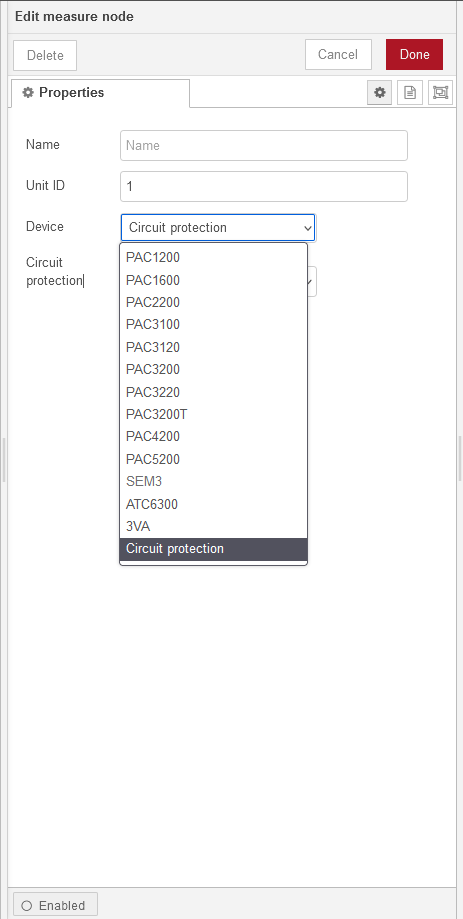 Edit measure node
Delete
Cancel
Done
Properties
Name
Name
Unit ID
1
Device
Circuit protection
Circuit
protection
PAC1200
PAC1600
PAC2200
PAC3100
PAC3120
PAC3200
PAC3220
PAC3200T
PAC4200
PAC5200
SEM3
ATC6300
3VA
Circuit protection
Enabled